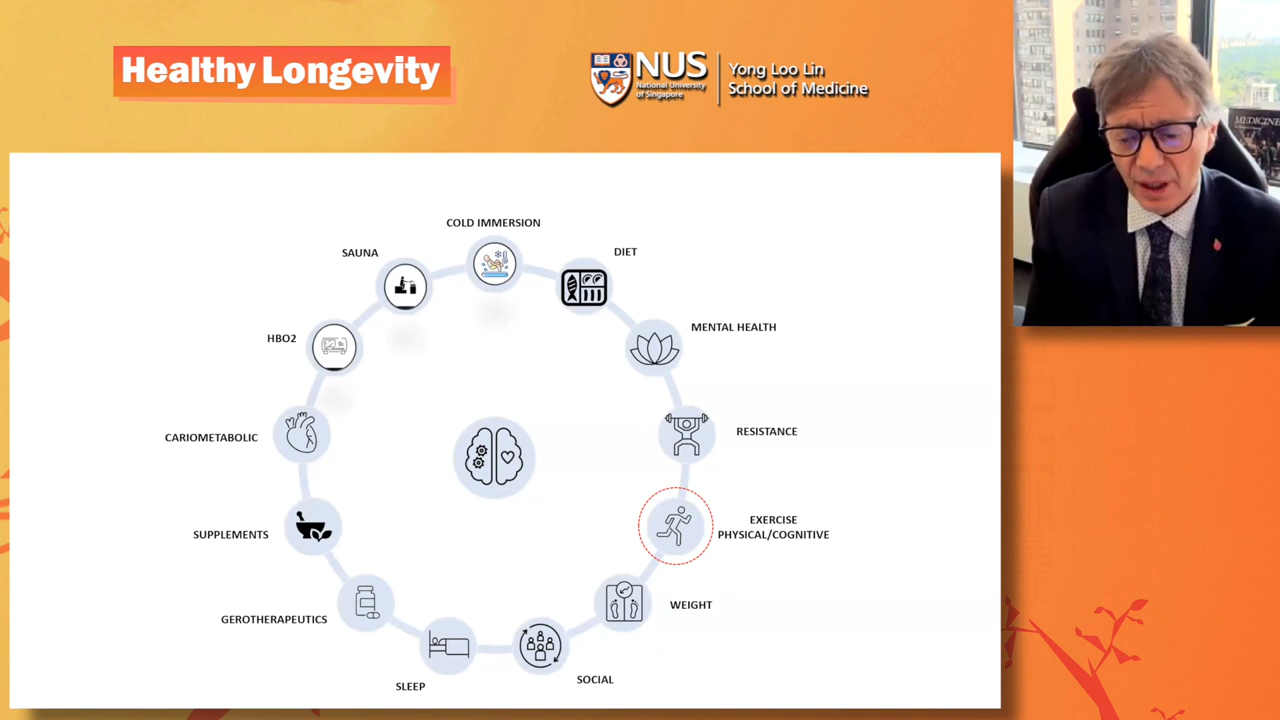 Healthy Longevity
NUS
National University
of Singapore
Yong Loo Lin
School of Medicine
MEDICINE
COLD IMMERSION
SAUNA
DIET
HBO2
MENTAL HEALTH
CARIOMETABOLIC
RESISTANCE
SUPPLEMENTS
EXERCISE
PHYSICAL/COGNITIVE
GEROTHERAPEUTICS
WEIGHT
SLEEP
SOCIAL